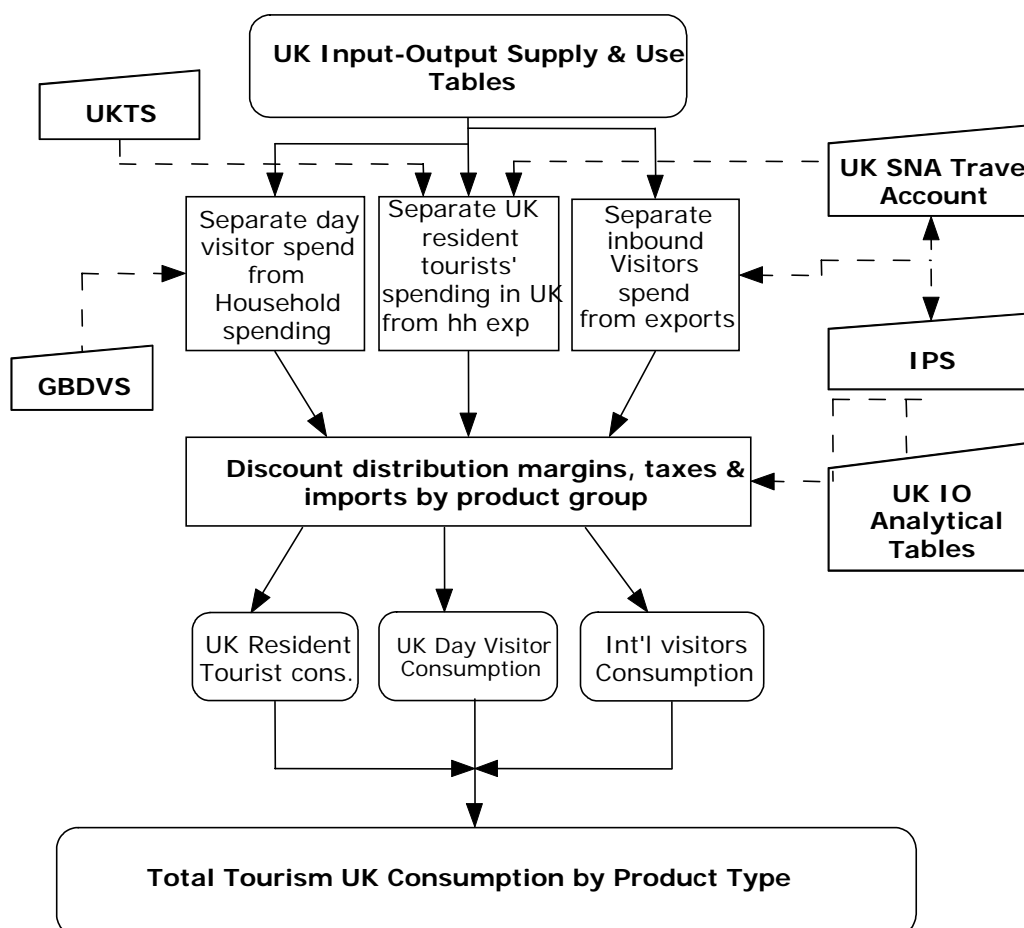 UK Input-Output Supply & Use
Tables
UKTS
UK SNA Trave
Account
Separate day
visitor spend
from
Household
spending
Separate UK
resident
tourists'
spending in UK
from hh exp
Separate
inbound
Visitors
spend
from exports
GBDVS
IPS
Discount distribution margins, taxes &
imports by product group
UK IO
Analytical
Tables
UK Resident
Tourist cons.
UK Day Visitor
Consumption
Int'l visitors
Consumption
Total Tourism UK Consumption by Product Type